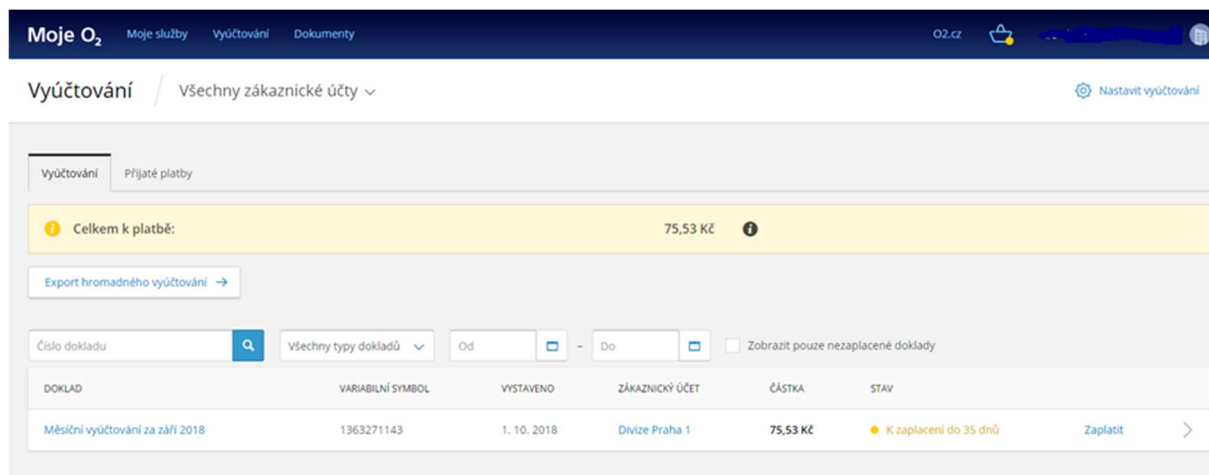 Moje O2 Moje služby Vyúčtování Dokumenty O2.cz
Vyúčtování / Všechny zákaznické účty Nastavit vyúčtování
Vyúčtování Přijaté platby
Celkem k platbě: 75,53 Kč
Export hromadného vyúčtování →
Číslo dokladu Všechny typy dokladů Od – Do Zobrazit pouze nezaplacené doklady
DOKLAD VARIABILNÍ SYMBOL VYSTAVENO ZÁKAZNICKÝ ÚČET ČÁSTKA STAV
Měsíční vyúčtování za září 2018 1363271143 1. 10. 2018 Divize Praha 1 75,53 Kč K zaplacení do 35 dnů Zaplatit